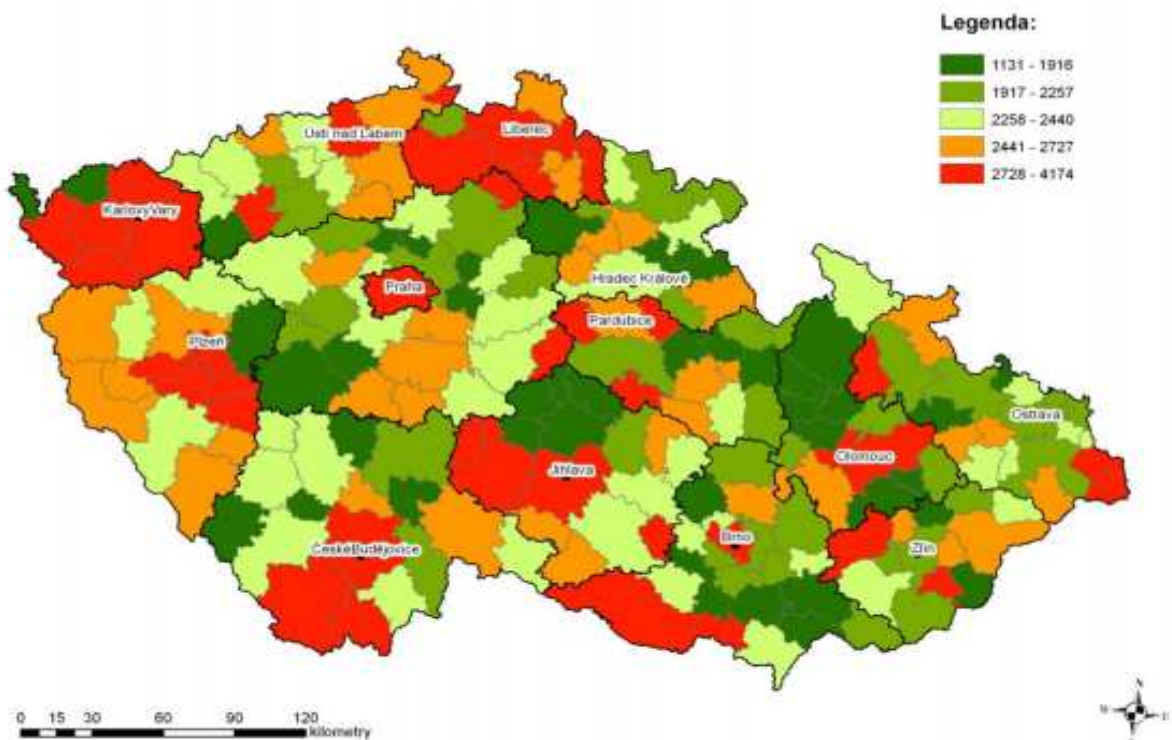 Legenda:
1131 - 1916
1917 - 2257
2258 - 2440
2441 - 2727
2728 - 4174
Ústí nad Labem
Liberec
Karlovy Vary
Hradec Králové
Praha
Pardubice
Plzeň
Ostrava
Olomouc
Jihlava
Brno
České Budějovice
Zlín
0 15 30 60 90 120
kilometry
N
W E
S